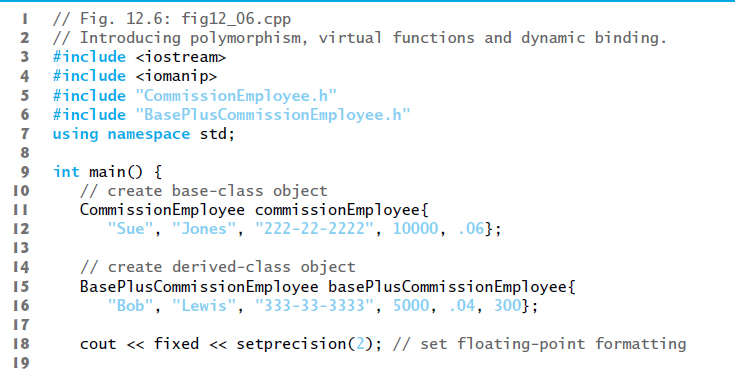 1 // Fig. 12.6: fig12_06.cpp
2 // Introducing polymorphism, virtual functions and dynamic binding.
3 #include <iostream>
4 #include <iomanip>
5 #include "CommissionEmployee.h"
6 #include "BasePlusCommissionEmployee.h"
7 using namespace std;
8
9 int main() {
10 // create base-class object
11 CommissionEmployee commissionEmployee{
12 "Sue", "Jones", "222-22-2222", 10000, .06};
13
14 // create derived-class object
15 BasePlusCommissionEmployee basePlusCommissionEmployee{
16 "Bob", "Lewis", "333-33-3333", 5000, .04, 300};
17
18 cout << fixed << setprecision(2); // set floating-point formatting
19